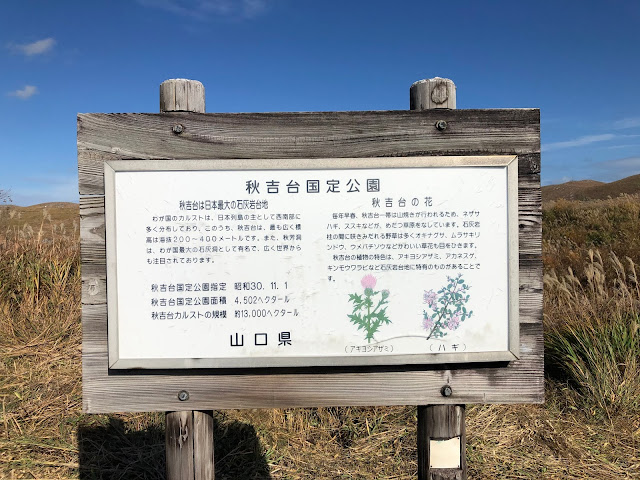 秋吉台国定公園
秋吉台は日本最大の石灰岩台地
わが国のカルストは、日本列島の主として西南部に
多く分布しており、このうち、秋吉台は、最も広く標
高は海抜200〜400メートルです。また、秋芳洞
は、わが国最大の石灰洞として有名で、広く世界から
も注目されております。
秋吉台国定公園指定 昭和30.11.1
秋吉台国定公園面積 4,502ヘクタール
秋吉台カルストの規模 約13,000ヘクタール
山口県
秋吉台の花
毎年早春、秋吉台一帯は山焼きが行われるため、ネザサ
ハギ、ススキなどが、めだつ草原をなしています。石灰岩
柱の間に咲きみだれる野草は多くオキナグサ、ムラサキリ
ンドウ、ウメバチソウなどかわいい草花も目をひきます。
秋吉台の植物の特色は、アキヨシアザミ、アカネスゲ、
キンモウワラビなど石灰岩台地に特有のものがあることで
す。
(アキヨシアザミ)
(ハギ)